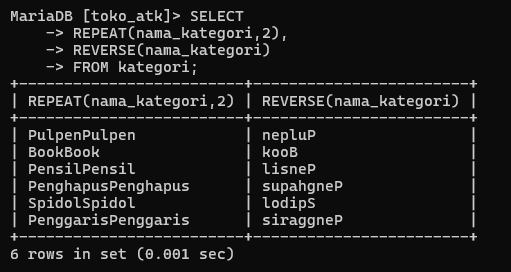 MariaDB [toko_atk]> SELECT
    -> REPEAT(nama_kategori,2),
    -> REVERSE(nama_kategori)
    -> FROM kategori;
+-------------------------+------------------------+
| REPEAT(nama_kategori,2) | REVERSE(nama_kategori) |
+-------------------------+------------------------+
| PulpenPulpen            | nepluP                 |
| BookBook                | kooB                   |
| PensilPensil            | lisneP                 |
| PenghapusPenghapus      | supahgneP              |
| SpidolSpidol            | lodipS                 |
| PenggarisPenggaris      | siraggneP              |
+-------------------------+------------------------+
6 rows in set (0.001 sec)